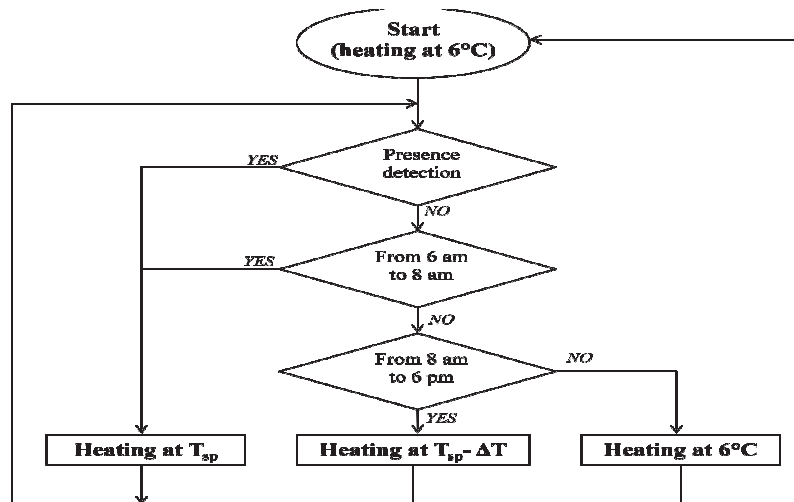 Start
(heating at 6°C)
YES
Presence
detection
NO
YES
From 6 am
to 8 am
NO
From 8 am
to 6 pm
NO
YES
Heating at Tsp
Heating at Tsp- ΔT
Heating at 6°C